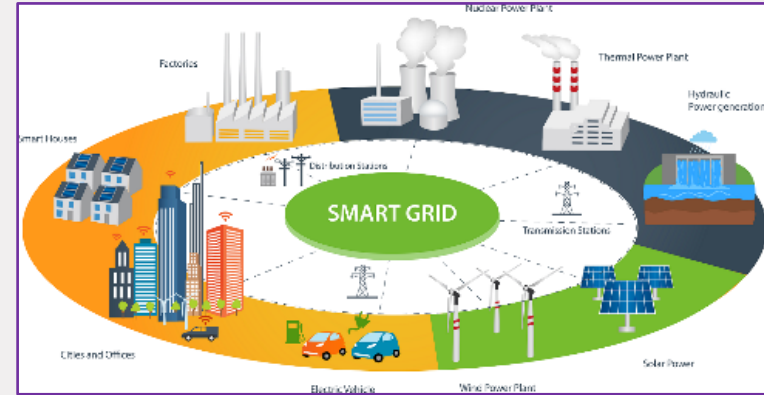 Nuclear Power Plant
Factories
Thermal Power Plant
Hydraulic
Power generation
Smart Houses
Distribution Stations
SMART GRID
Transmission Stations
Cities and Offices
Solar Power
Electric Vehicle
Wind Power Plant